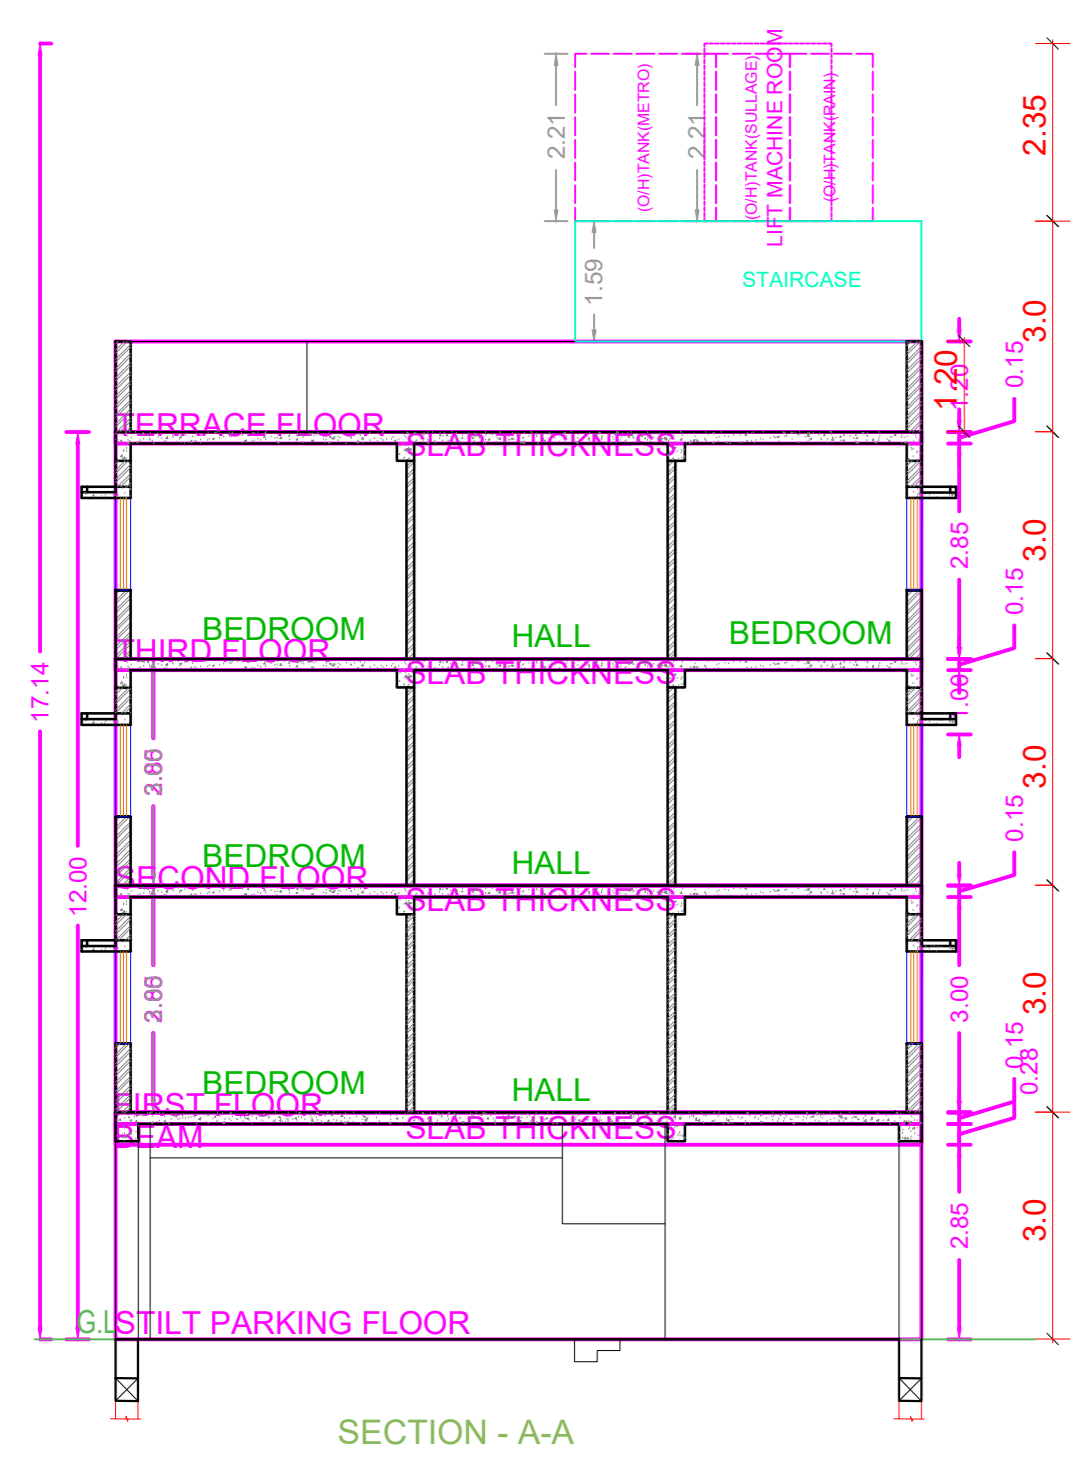 2.21
(O/H)TANK(METRO)
2.21
(O/H)TANK(SULLAGE)
LIFT MACHINE ROOM
(O/H)TANK(RAIN)
2.35
1.59
STAIRCASE
3.0
1.20
1.20
0.15
TERRACE FLOOR
SLAB THICKNESS
2.85
3.0
0.15
BEDROOM
HALL
BEDROOM
THIRD FLOOR
SLAB THICKNESS
1.00
17.14
3.0
0.15
12.00
BEDROOM
HALL
SECOND FLOOR
SLAB THICKNESS
3.00
3.0
0.15
0.28
BEDROOM
HALL
FIRST FLOOR
BEAM
SLAB THICKNESS
2.85
3.0
G.L
STILT PARKING FLOOR
SECTION - A-A